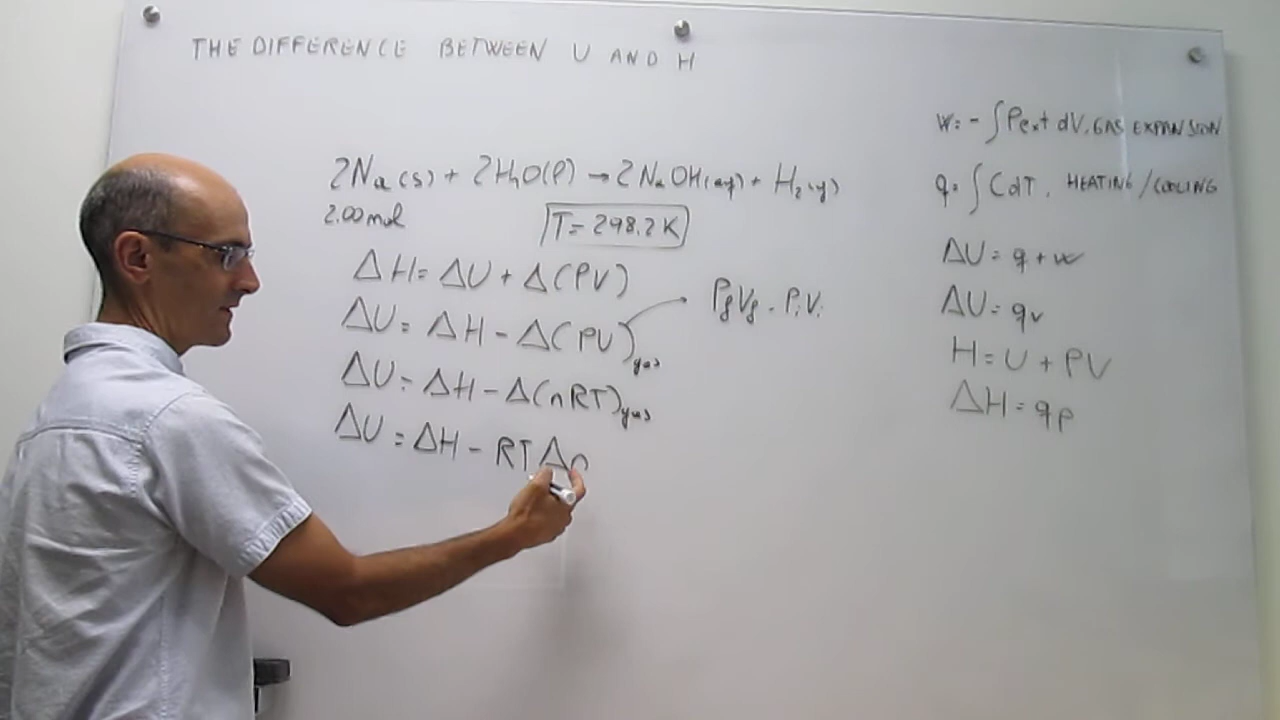 THE DIFFERENCE BETWEEN U AND H
2Na(s) + 2H2O(l) → 2NaOH(aq) + H2(g)
2.00 mol
T = 298.2 K
ΔH = ΔU + Δ(PV)
ΔU = ΔH - Δ(PV)gas
PfVf - PiVi
ΔU = ΔH - Δ(nRT)gas
ΔU = ΔH - RTΔn
w = - ∫Pext dV, GAS EXPANSION
q = ∫CdT, HEATING/COOLING
ΔU = q + w
ΔU = qv
H = U + PV
ΔH = qp